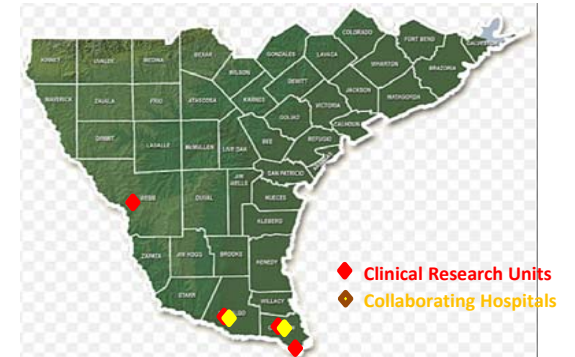 COLORADO
FORT BEND
GONZALES
LAVACA
WHARTON
BRAZORIA
BEXAR
WILSON
DEWITT
JACKSON
MATAGORDA
KINNEY
UVALDE
MEDINA
MAVERICK
ZAVALA
FRIO
ATASCOSA
KARNES
VICTORIA
CALHOUN
GOLIAD
DIMMIT
LASALLE
McMULLEN
LIVE OAK
BEE
REFUGIO
SAN PATRICIO
JIM
WELLS
WEBB
DUVAL
NUECES
KLEBERG
ZAPATA
JIM HOGG
BROOKS
KENEDY
STARR
WILLACY
Clinical Research Units
Collaborating Hospitals